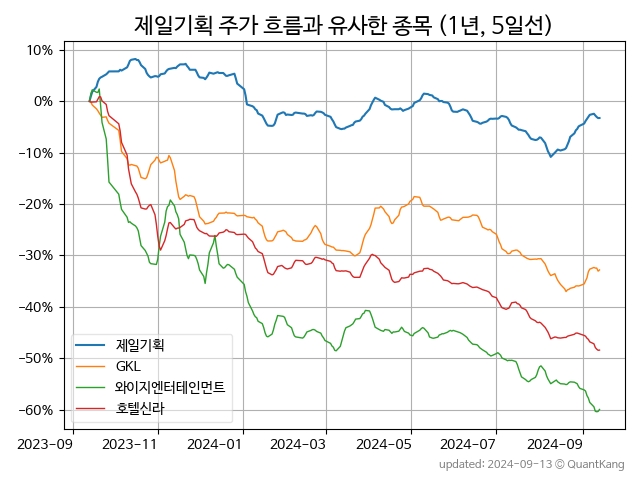 제일기획 주가 흐름과 유사한 종목 (1년, 5일선)
10%
0%
−10%
−20%
−30%
−40%
−50%
−60%
제일기획
GKL
와이지엔터테인먼트
호텔신라
2023-09 2023-11 2024-01 2024-03 2024-05 2024-07 2024-09
updated: 2024-09-13 © QuantKang